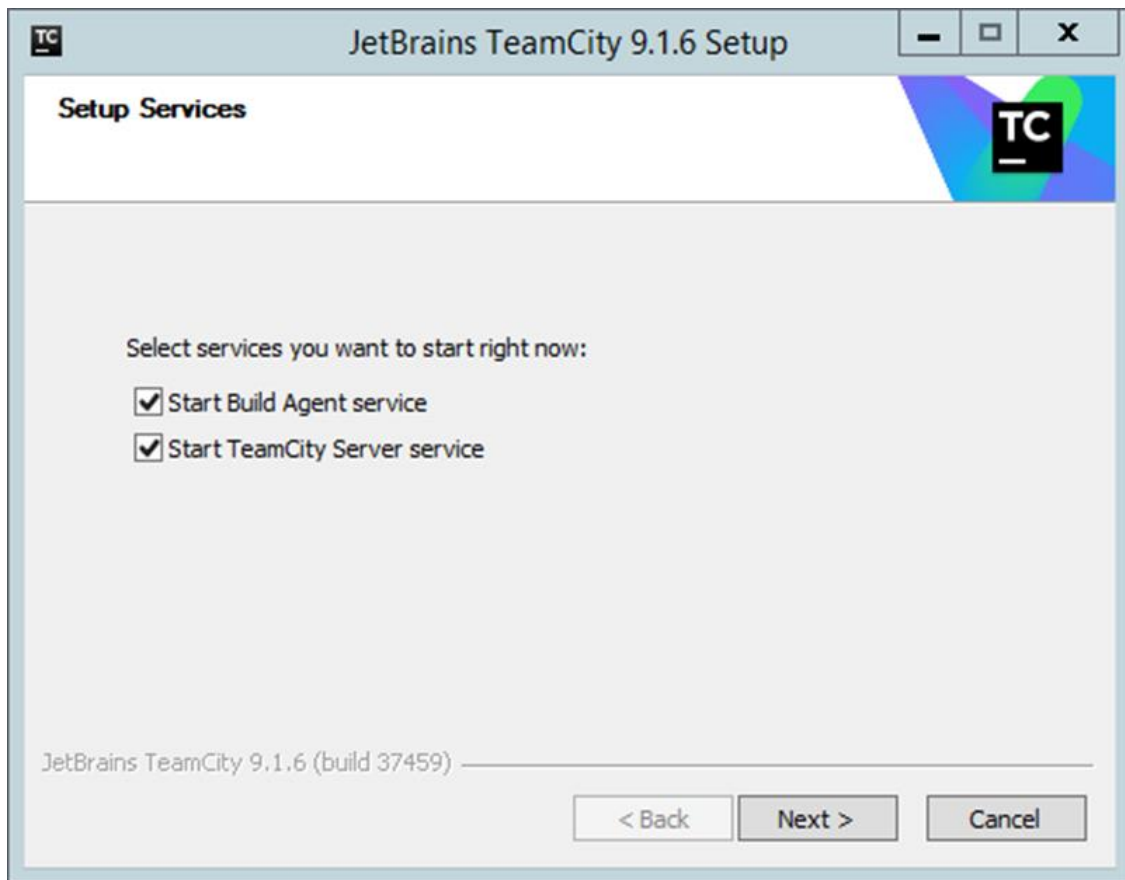 TC
JetBrains TeamCity 9.1.6 Setup
Setup Services
TC
Select services you want to start right now:
Start Build Agent service
Start TeamCity Server service
JetBrains TeamCity 9.1.6 (build 37459)
< Back
Next >
Cancel